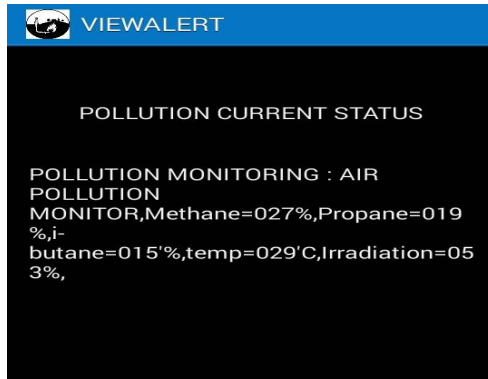 VIEWALERT
POLLUTION CURRENT STATUS
POLLUTION MONITORING : AIR
POLLUTION
MONITOR,Methane=027%,Propane=019
%,i-
butane=015'%,temp=029'C,Irradiation=05
3%,